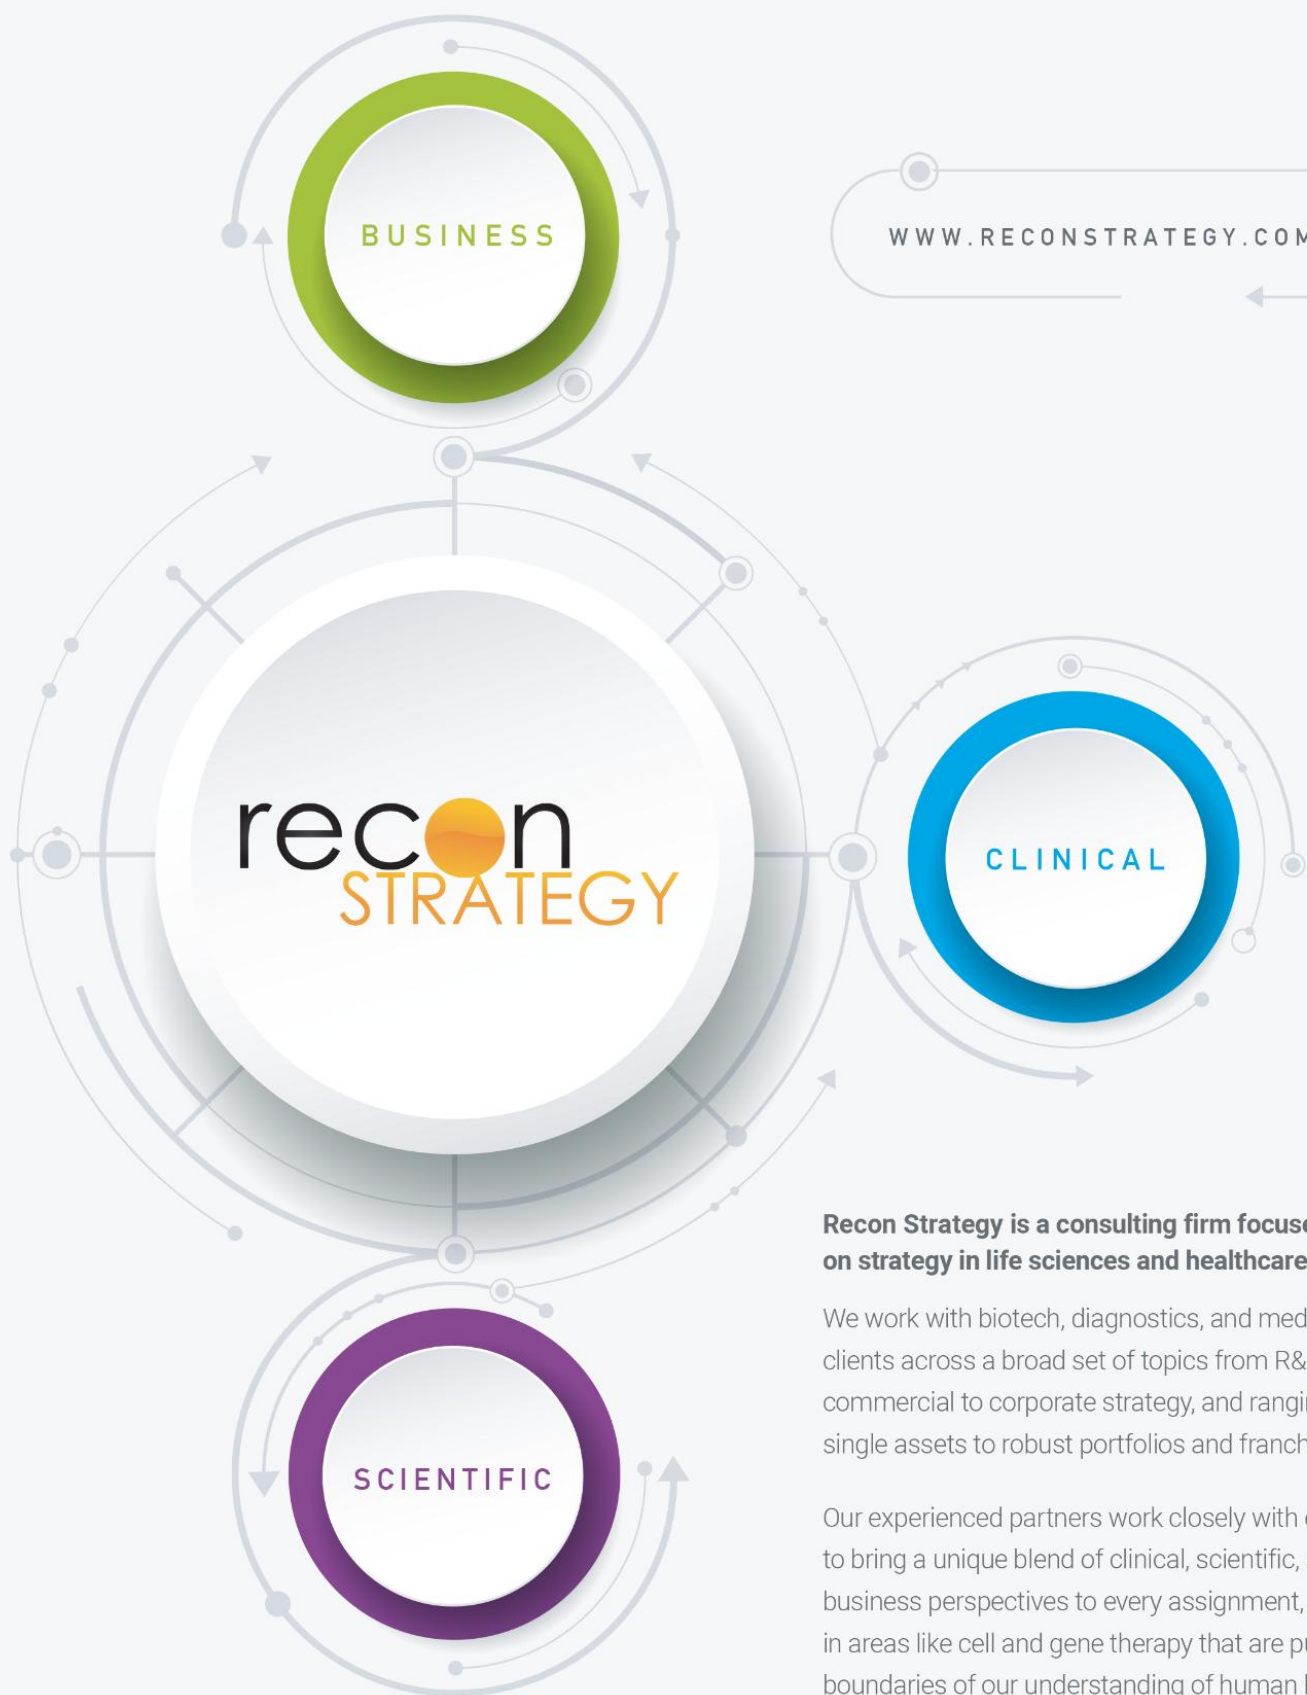 BUSINESS
WWW.RECONSTRATEGY.COM
recon
STRATEGY
CLINICAL
Recon Strategy is a consulting firm
on strategy in life sciences and healthcare
We work with biotech, diagnostics, and
clients across a broad set of topics from
commercial to corporate strategy, and
single assets to robust portfolios and
Our experienced partners work closely with
to bring a unique blend of clinical, scientific,
business perspectives to every assignment,
in areas like cell and gene therapy that are
boundaries of our understanding of human
SCIENTIFIC